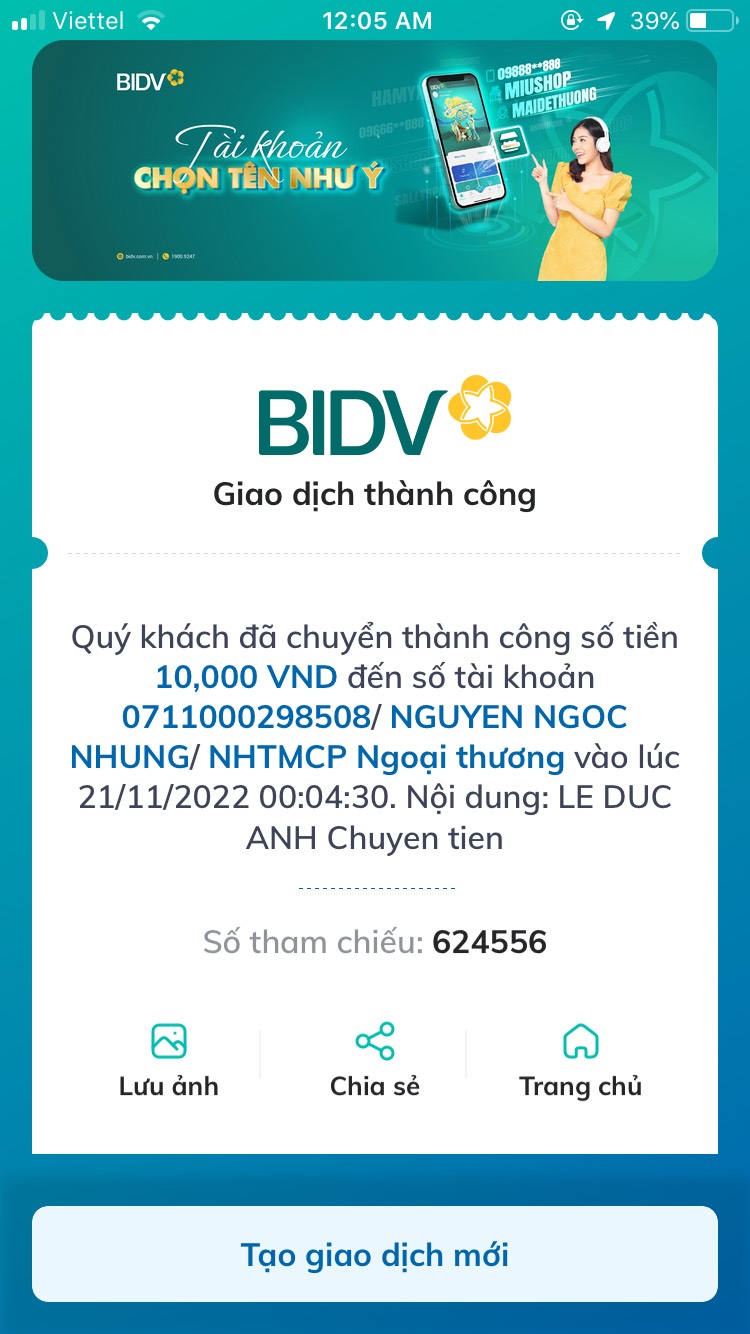 Viettel 12:05 AM 39%
BIDV
09888**888
MIUSHOP
MAIDETHUONG
09666**888
Tài khoản
CHỌN TÊN NHƯ Ý
bidv.com.vn | 1900.9247
BIDV
Giao dịch thành công
Quý khách đã chuyển thành công số tiền
10,000 VND đến số tài khoản
0711000298508/ NGUYEN NGOC
NHUNG/ NHTMCP Ngoại thương vào lúc
21/11/2022 00:04:30. Nội dung: LE DUC
ANH Chuyen tien
Số tham chiếu: 624556
Lưu ảnh Chia sẻ Trang chủ
Tạo giao dịch mới